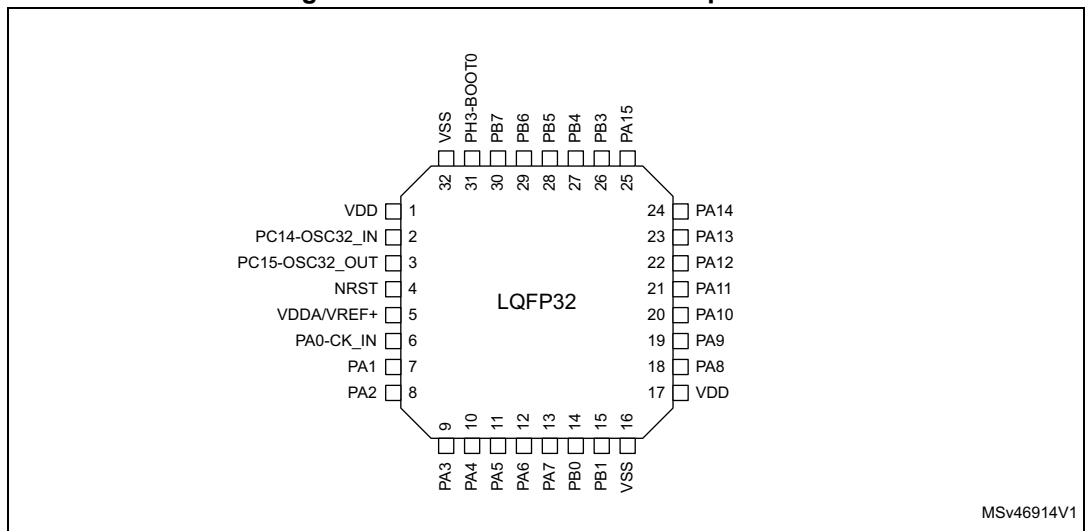 VSS
PH3-BOOT0
PB7
PB6
PB5
PB4
PB3
PA15
32
31
30
29
28
27
26
25
VDD 1
PC14-OSC32_IN 2
PC15-OSC32_OUT 3
NRST 4
VDDA/VREF+ 5
PA0-CK_IN 6
PA1 7
PA2 8
LQFP32
24 PA14
23 PA13
22 PA12
21 PA11
20 PA10
19 PA9
18 PA8
17 VDD
9
10
11
12
13
14
15
16
PA3
PA4
PA5
PA6
PA7
PB0
PB1
VSS
MSv46914V1